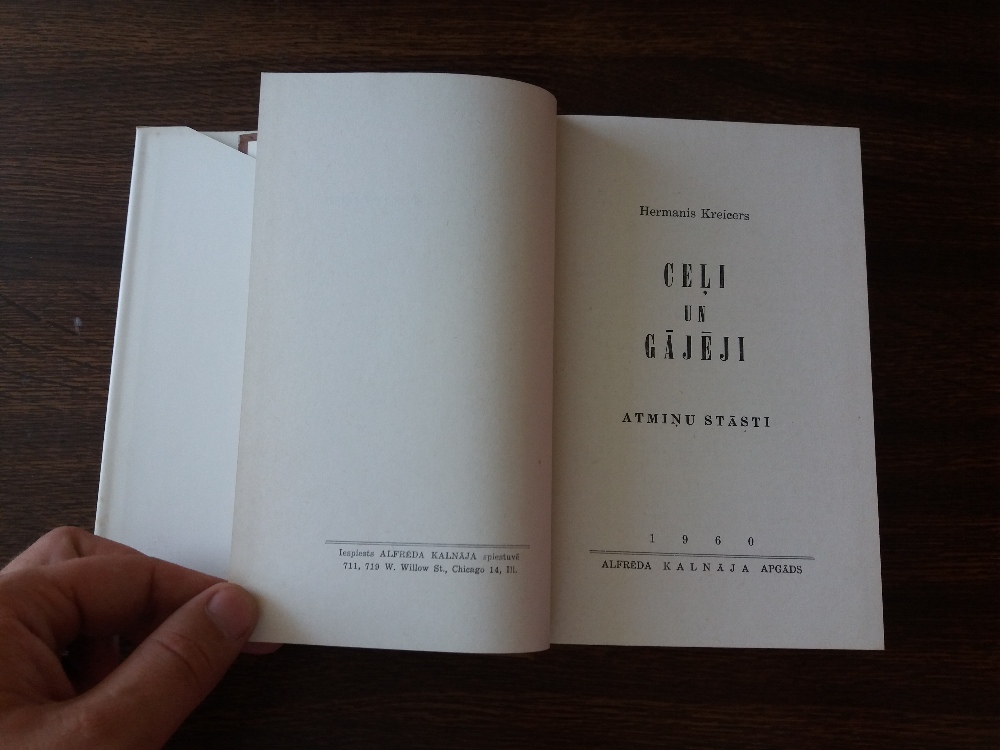 Iespiests ALFRĒDA KALNĀJA spiestuvē
711, 719 W. Willow St., Chicago 14, Ill.
Hermanis Kreicers
CEĻI
UN
GĀJĒJI
ATMIŅU STĀSTI
1960
ALFRĒDA KALNĀJA APGĀDS